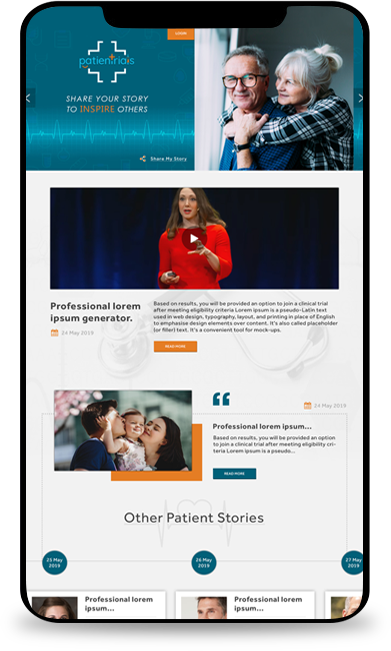 LOGIN
patientrials
SHARE YOUR STORY
TO INSPIRE OTHERS
Share My Story
Professional lorem
ipsum generator.
24 May 2019
Based on results, you will be provided an option to join a clinical trial
after meeting eligibility criteria Lorem ipsum is a pseudo-Latin text
used in web design, typography, layout, and printing in place of English
to emphasise design elements over content. It's also called placeholder
(or filler) text. It's a convenient tool for mock-ups.
READ MORE
24 May 2019
Professional lorem ipsum...
Based on results, you will be provided an option
to join a clinical trial after meeting eligibility cri-
teria Lorem ipsum is a pseudo...
READ MORE
Other Patient Stories
25 May
2019
26 May
2019
27 May
2019
Professional lorem
ipsum...
Professional lorem
ipsum...